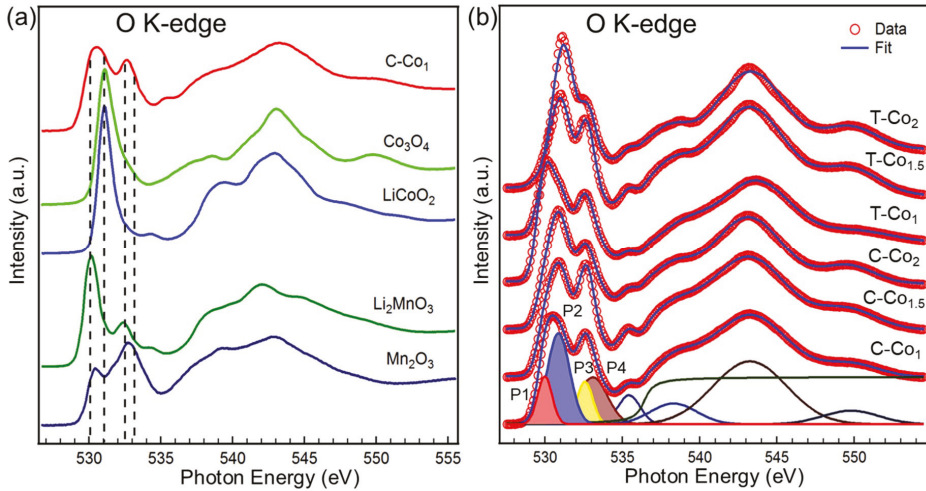 (a)
O K-edge
C-Co₁
Co₃O₄
LiCoO₂
Li₂MnO₃
Mn₂O₃
Intensity (a.u.)
530 535 540 545 550 555
Photon Energy (eV)
(b)
O K-edge
Data
Fit
T-Co₂
T-Co₁.₅
T-Co₁
C-Co₂
C-Co₁.₅
C-Co₁
P2
P3 P4
P1
Intensity (a.u.)
530 535 540 545 550
Photon Energy (eV)